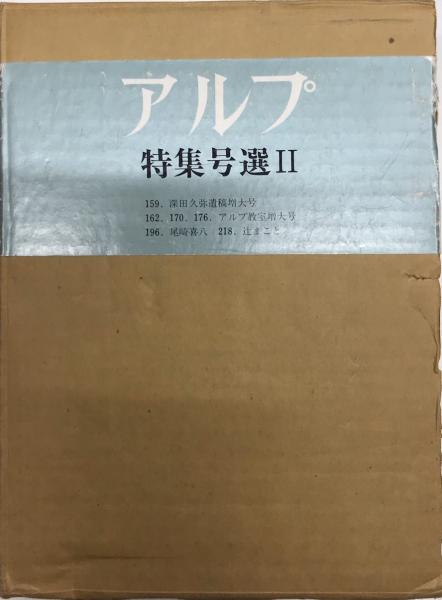 アルプ
特集号選II
159. 深田久弥遺稿増大号
162. 170. 176. アルプ教室増大号
196. 尾崎喜八 218. 辻まこと